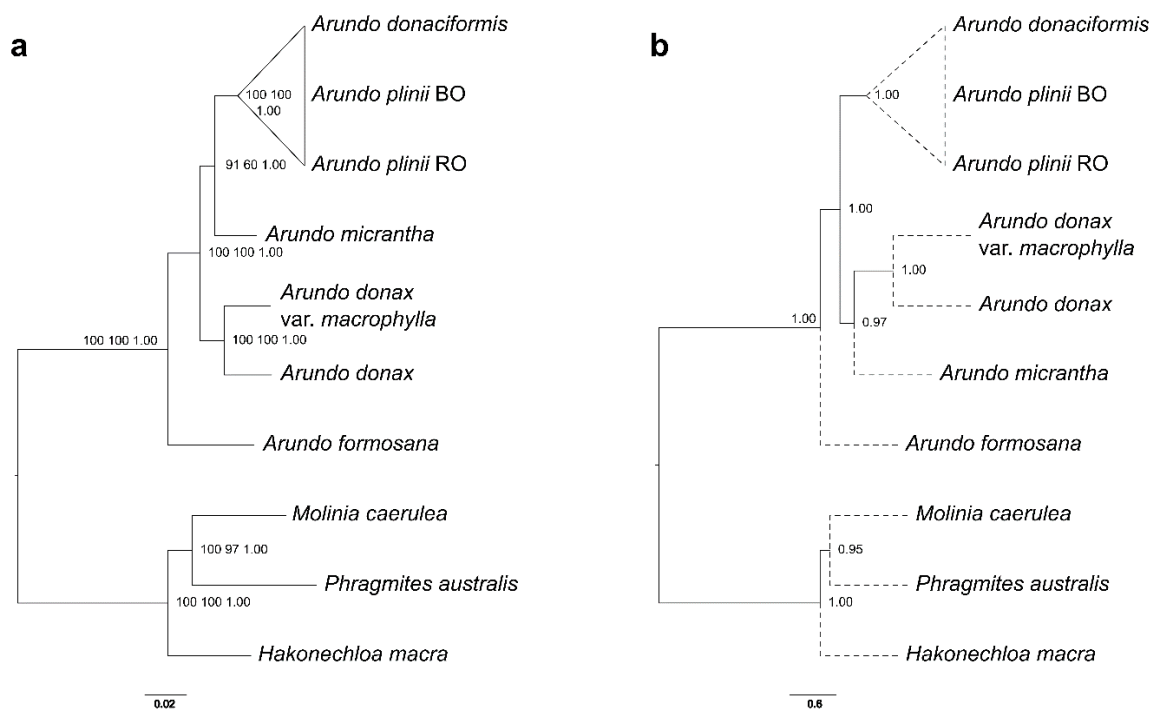 a
Arundo donaciformis
100 100
1.00
Arundo plinii BO
91 60 1.00
Arundo plinii RO
Arundo micrantha
100 100 1.00
Arundo donax
var. macrophylla
100 100 1.00
100 100 1.00
Arundo donax
Arundo formosana
Molinia caerulea
100 97 1.00
Phragmites australis
100 100 1.00
Hakonechloa macra
0.02
b
Arundo donaciformis
1.00
Arundo plinii BO
Arundo plinii RO
1.00
Arundo donax
var. macrophylla
1.00
Arundo donax
1.00
0.97
Arundo micrantha
Arundo formosana
Molinia caerulea
0.95
Phragmites australis
1.00
Hakonechloa macra
0.6